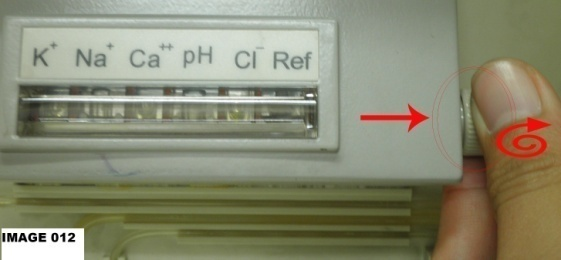 K⁺ Na⁺ Ca⁺⁺ pH Cl⁻ Ref
IMAGE 012